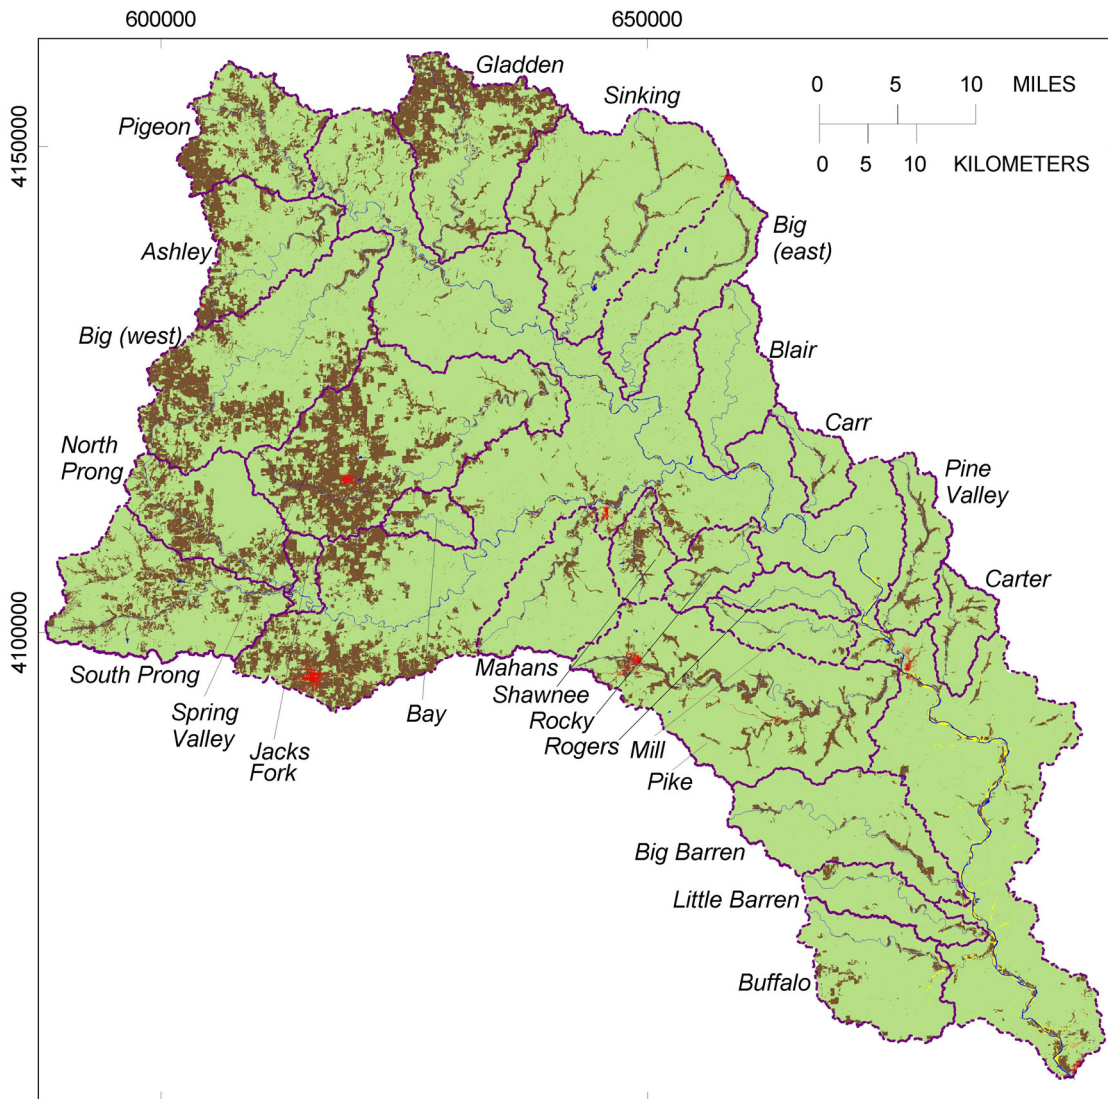 600000
650000
Gladden
Sinking
0 5 10 MILES
0 5 10 KILOMETERS
Pigeon
4150000
Ashley
Big
(east)
Big (west)
Blair
Carr
North
Prong
Pine
Valley
Carter
4100000
South Prong
Mahans
Shawnee
Spring
Valley
Bay
Rocky
Rogers
Mill
Jacks
Fork
Pike
Big Barren
Little Barren
Buffalo